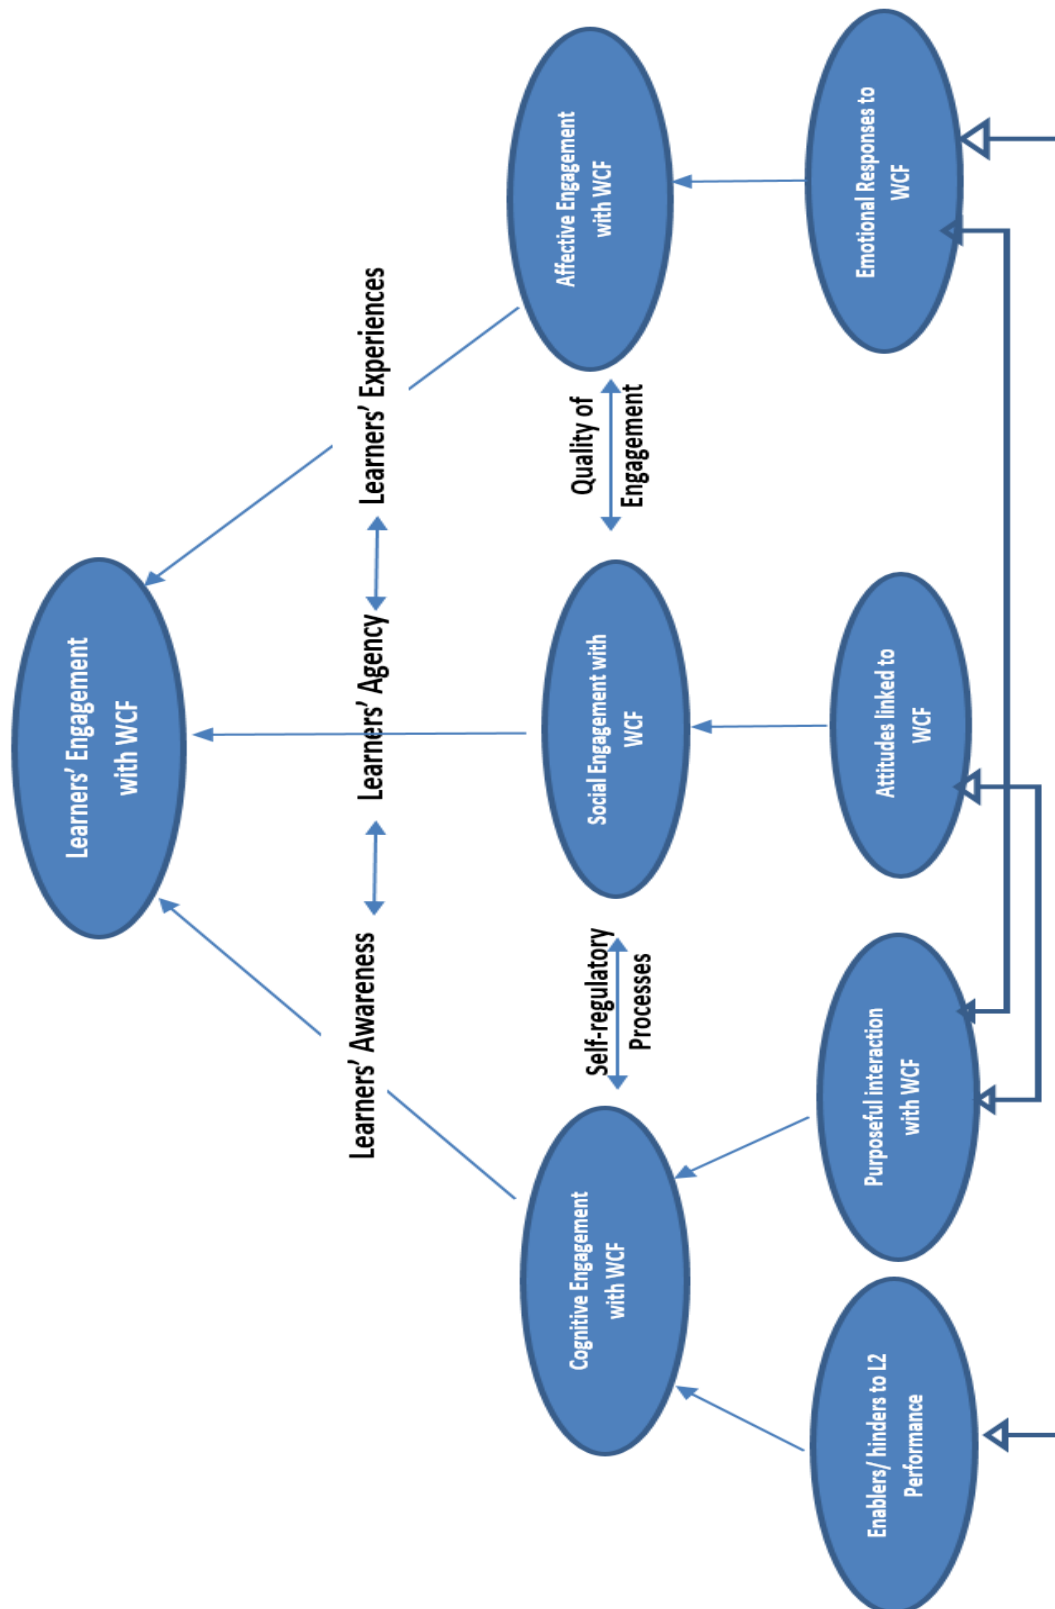 Learners' Engagement
with WCF
Learners' Awareness
Learners' Agency
Learners' Experiences
Cognitive Engagement
with WCF
Self-regulatory
Processes
Social Engagement with
WCF
Quality of
Engagement
Affective Engagement
with WCF
Enablers/ hinders to L2
Performance
Purposeful interaction
with WCF
Attitudes linked to
WCF
Emotional Responses to
WCF